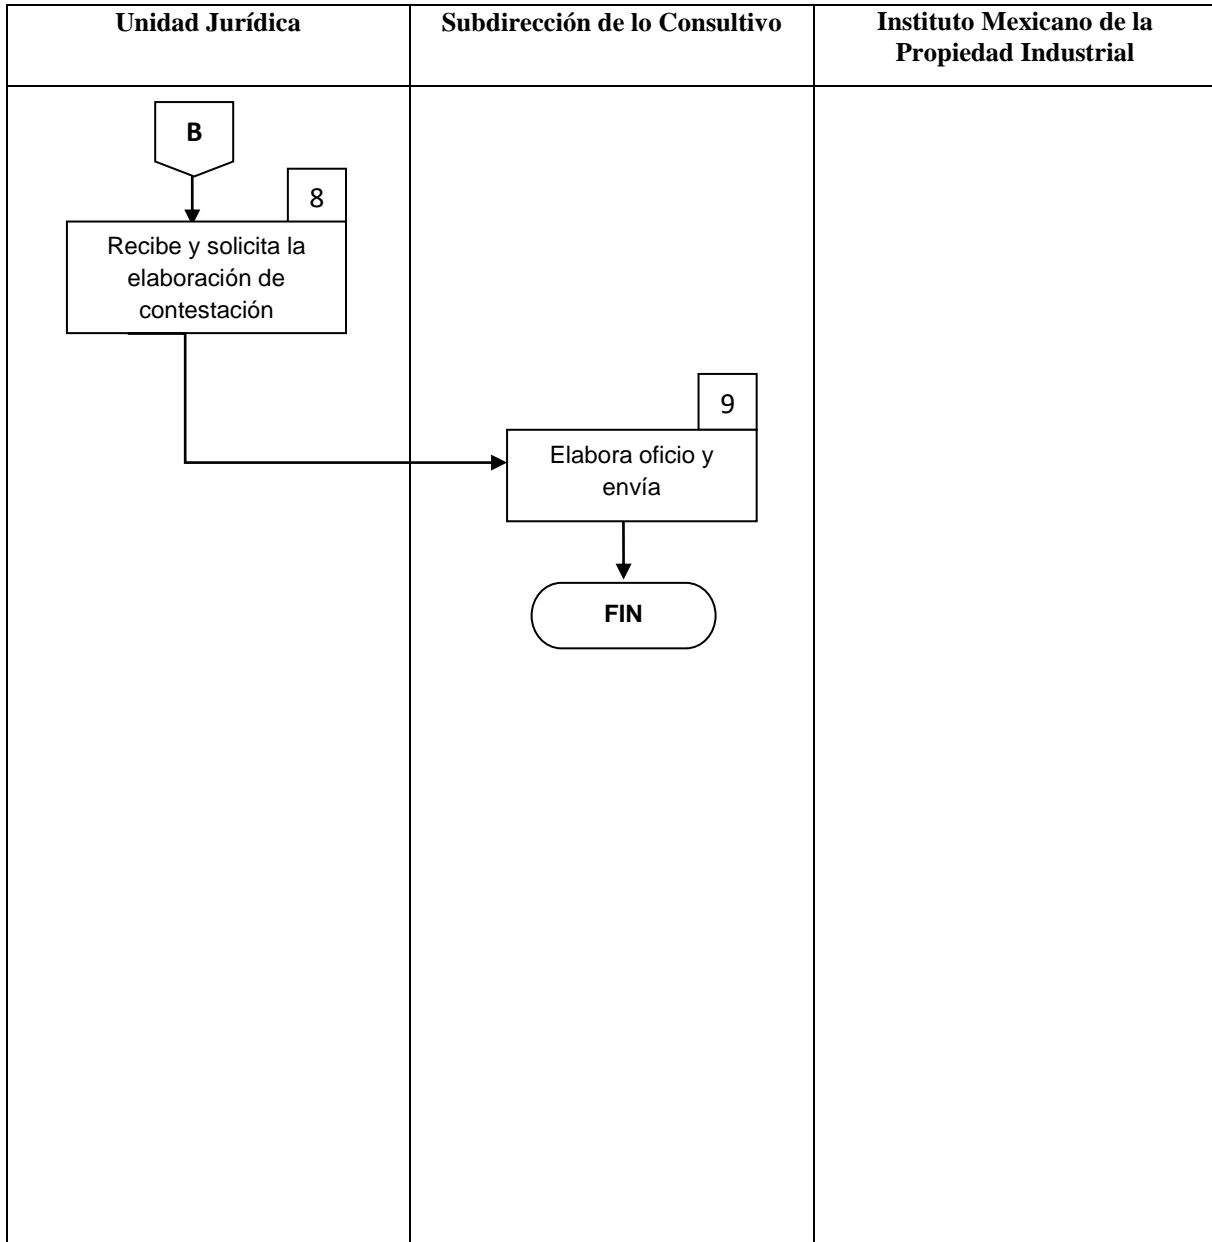 Unidad Jurídica
Subdirección de lo Consultivo
Instituto Mexicano de la
Propiedad Industrial
B
8
Recibe y solicita la
elaboración de
contestación
9
Elabora oficio y
envía
FIN